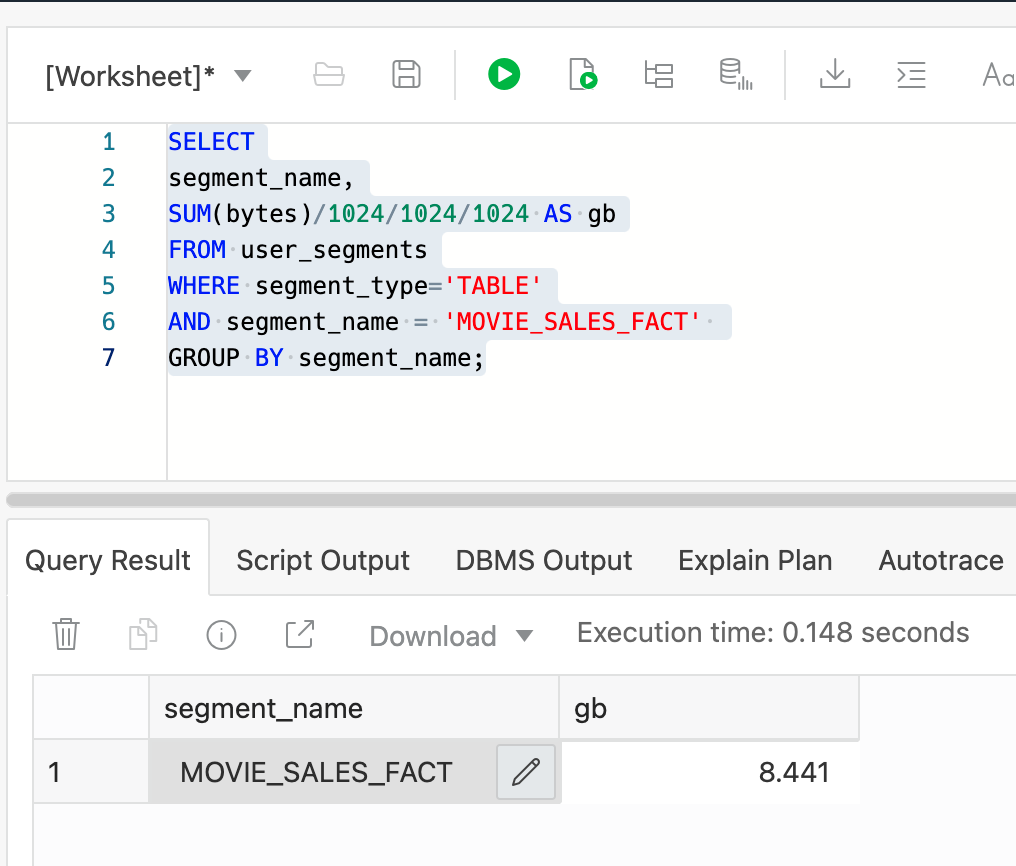 [Worksheet]*
Aa
1 SELECT
2 segment_name,
3 SUM(bytes)/1024/1024/1024 AS gb
4 FROM user_segments
5 WHERE segment_type='TABLE'
6 AND segment_name = 'MOVIE_SALES_FACT'
7 GROUP BY segment_name;
Query Result Script Output DBMS Output Explain Plan Autotrace
Download Execution time: 0.148 seconds
segment_name gb
1 MOVIE_SALES_FACT 8.441